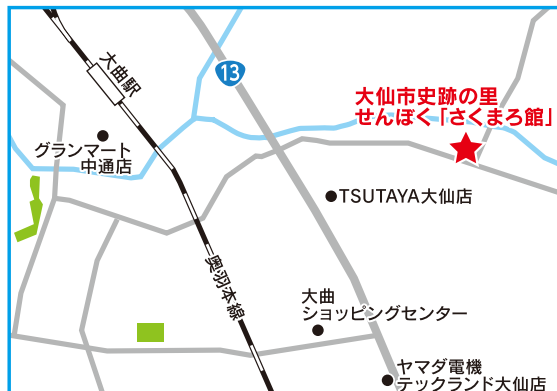 大曲駅
13
大仙市史跡の里
せんぼく「さくまろ館」
グランマート
中通店
TSUTAYA大仙店
奥羽本線
大曲
ショッピングセンター
ヤマダ電機
テックランド大仙店